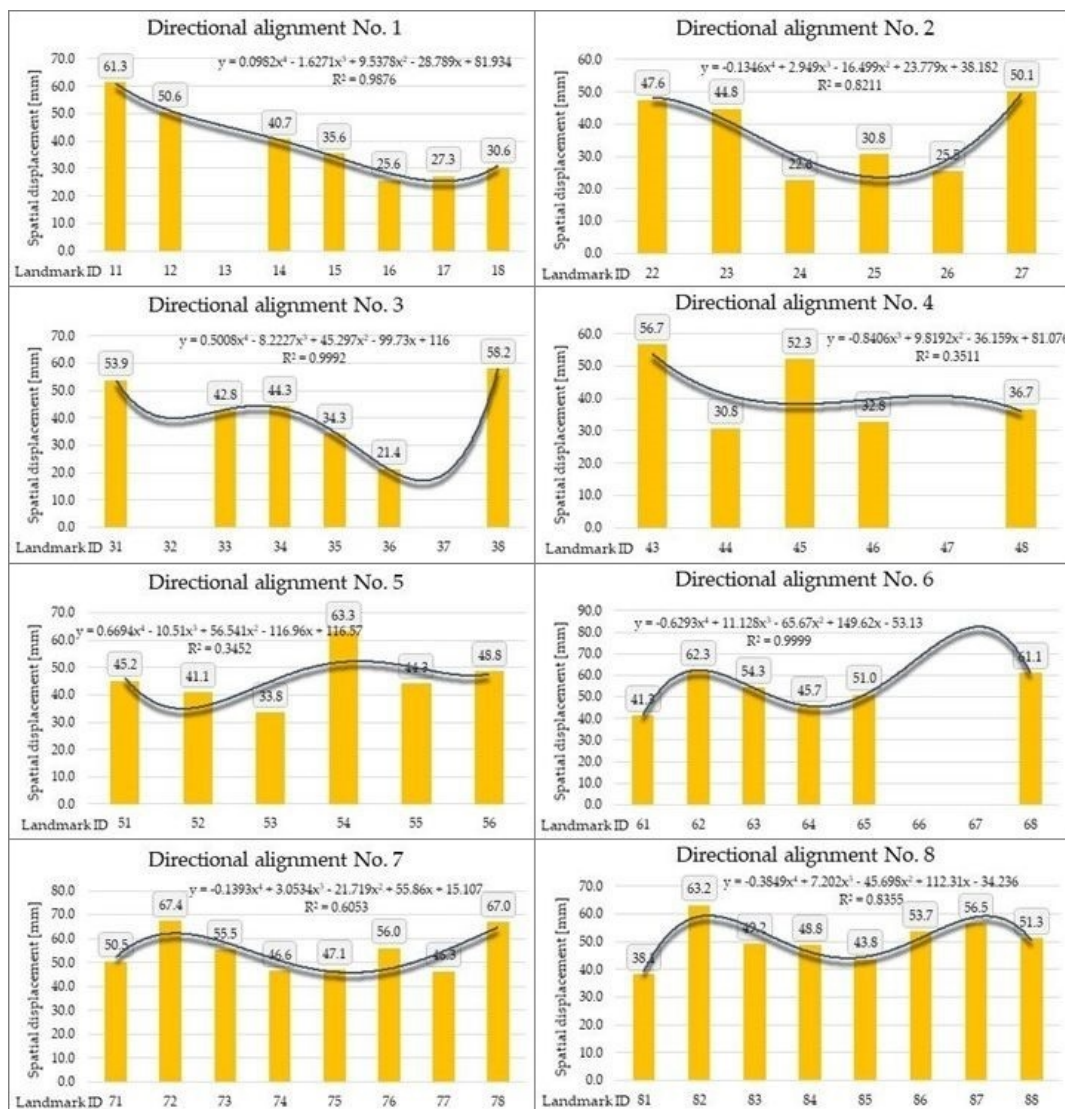 Directional alignment No. 1
y = 0.0982x⁴ - 1.6271x³ + 9.5378x² - 28.789x + 81.934
R² = 0.9876
Spatial displacement [mm]
70.0
60.0
50.0
40.0
30.0
20.0
10.0
0.0
61.3
50.6
40.7
35.6
25.6
27.3
30.6
Landmark ID 11 12 13 14 15 16 17 18
Directional alignment No. 2
y = -0.1346x⁴ + 2.949x³ - 16.499x² + 23.779x + 38.182
R² = 0.8211
Spatial displacement [mm]
60.0
50.0
40.0
30.0
20.0
10.0
0.0
47.6
44.8
22.8
30.8
25.5
50.1
Landmark ID 22 23 24 25 26 27
Directional alignment No. 3
y = 0.5008x⁴ - 8.2227x³ + 45.297x² - 99.73x + 116
R² = 0.9992
Spatial displacement [mm]
70.0
60.0
50.0
40.0
30.0
20.0
10.0
0.0
53.9
42.8
44.3
34.3
21.4
58.2
Landmark ID 31 32 33 34 35 36 37 38
Directional alignment No. 4
y = -0.8406x³ + 9.8192x² - 36.159x + 81.076
R² = 0.3511
Spatial displacement [mm]
60.0
50.0
40.0
30.0
20.0
10.0
0.0
56.7
30.8
52.3
32.8
36.7
Landmark ID 43 44 45 46 47 48
Directional alignment No. 5
y = 0.6694x⁴ - 10.51x³ + 56.541x² - 116.96x + 116.57
R² = 0.3452
Spatial displacement [mm]
70.0
60.0
50.0
40.0
30.0
20.0
10.0
0.0
45.2
41.1
33.8
63.3
44.3
48.8
Landmark ID 51 52 53 54 55 56
Directional alignment No. 6
y = -0.6293x⁴ + 11.128x³ - 65.67x² + 149.62x - 53.13
R² = 0.9999
Spatial displacement [mm]
90.0
80.0
70.0
60.0
50.0
40.0
30.0
20.0
10.0
0.0
41.3
62.3
54.3
45.7
51.0
61.1
Landmark ID 61 62 63 64 65 66 67 68
Directional alignment No. 7
y = -0.1393x⁴ + 3.0534x³ - 21.719x² + 55.86x + 15.107
R² = 0.6053
Spatial displacement [mm]
80.0
70.0
60.0
50.0
40.0
30.0
20.0
10.0
0.0
50.5
67.4
55.5
46.6
47.1
56.0
46.3
67.0
Landmark ID 71 72 73 74 75 76 77 78
Directional alignment No. 8
y = -0.3849x⁴ + 7.202x³ - 45.698x² + 112.31x - 34.236
R² = 0.8355
Spatial displacement [mm]
70.0
60.0
50.0
40.0
30.0
20.0
10.0
0.0
63.2
49.2
48.8
43.8
53.7
56.5
51.3
Landmark ID 81 82 83 84 85 86 87 88